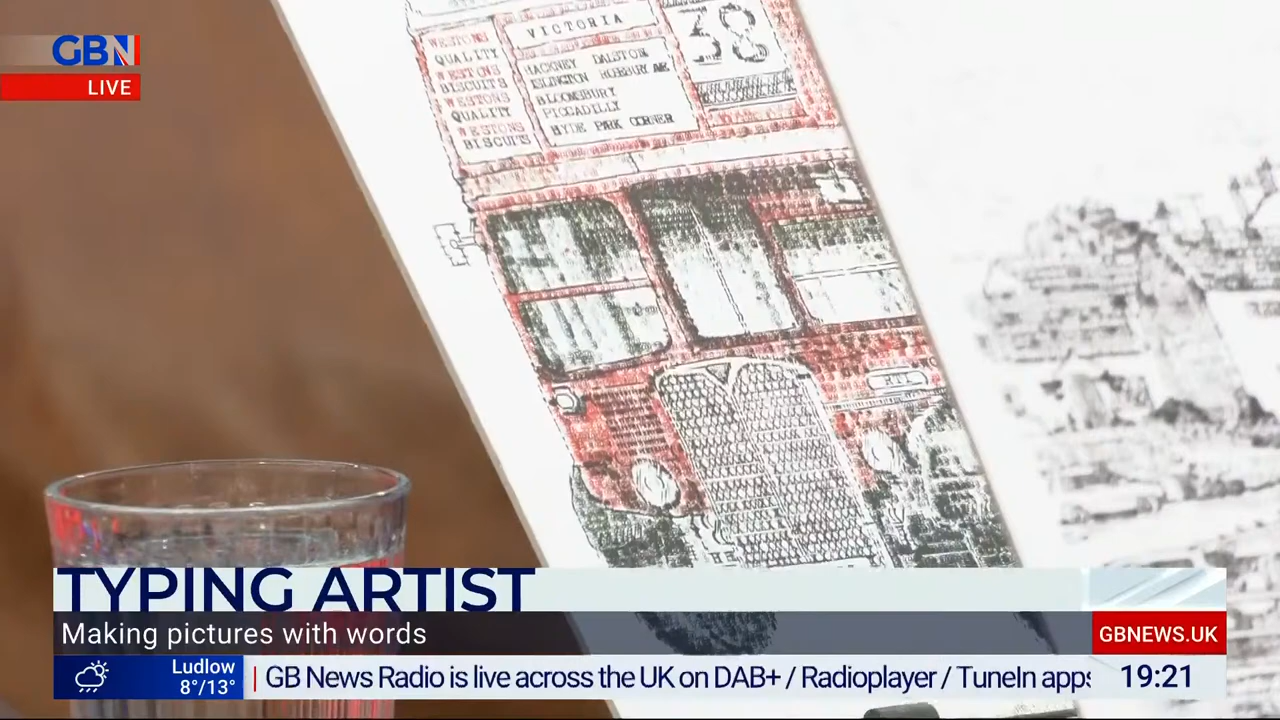 GBN
LIVE
WESTONS
QUALITY
WESTONS
BISCUITS
WESTONS
QUALITY
WESTONS
BISCUITS
VICTORIA
HACKNEY DALSTON
ISLINGTON
BLOOMSBURY
PICCADILLY
HYDE PARK CORNER
38
RTL
TYPING ARTIST
Making pictures with words
GBNEWS.UK
Ludlow
8°/13°
GB News Radio is live across the UK on DAB+ / Radioplayer / TuneIn apps
19:21